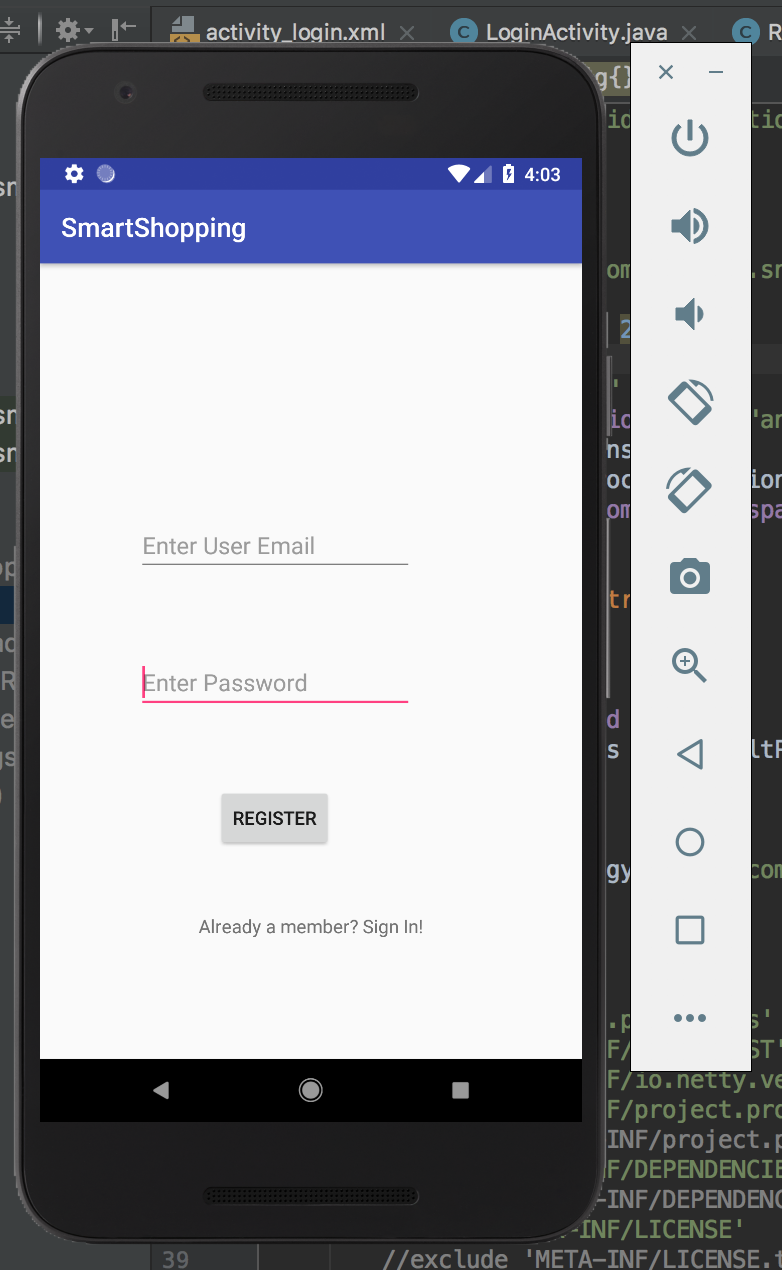 activity_login.xml LoginActivity.java R
g{}
4:03
SmartShopping
Enter User Email
Enter Password
REGISTER
Already a member? Sign In!
.p s'
F/ ST'
F/io.netty.ve
F/project.pro
INF/project.p
F/DEPENDENCIE
-INF/DEPENDENC
-INF/LICENSE'
39 //exclude 'META-INF/LICENSE.t